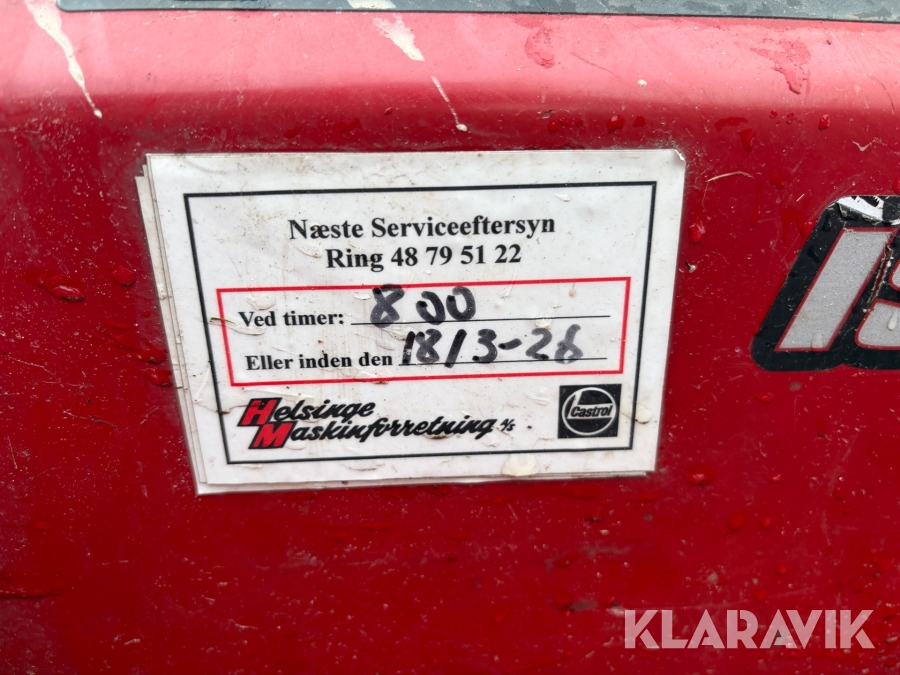 Næste Serviceeftersyn
Ring 48 79 51 22
Ved timer: 800
Eller inden den 18/3-26
Helsinge
Maskinforretning A/S
Castrol
KLARAVIK